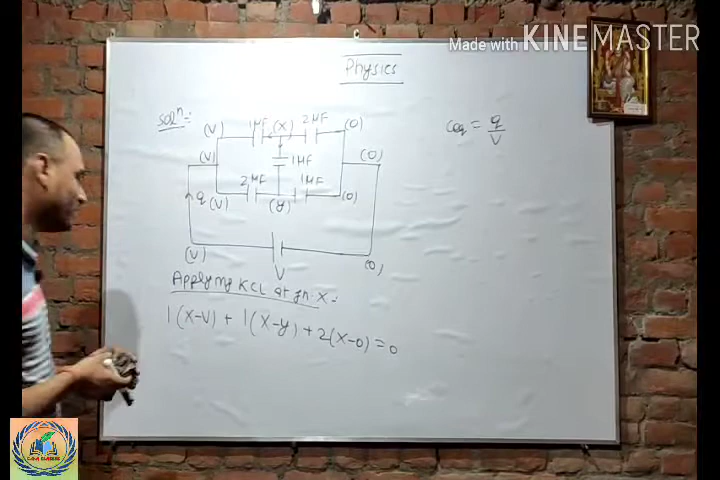 Made with KINEMASTER
Physics
Solⁿ:-
(V) 1μF (X) 2μF (0)
(V) 1μF (0)
2μF 1μF
q (V) (y) (0)
(V) V (0)
Ceq = q/V
Applying KCL at jn. X:-
1(X-V) + 1(X-y) + 2(X-0) = 0